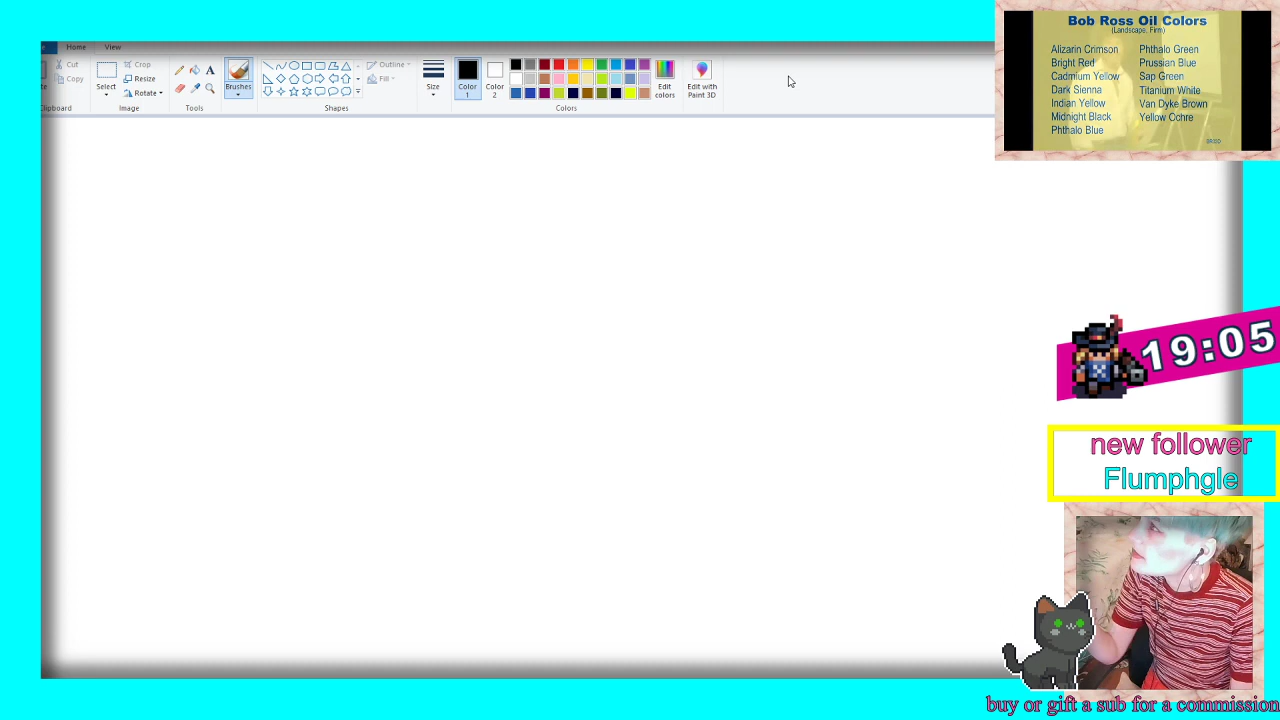 Home View
Cut
Copy
Select
Crop
Resize
Rotate
Brushes
Outline
Fill
Size
Color 1
Color 2
Edit colors
Edit with Paint 3D
Image
Tools
Shapes
Colors
Bob Ross Oil Colors
(Landscape, Firm)
Alizarin Crimson
Bright Red
Cadmium Yellow
Dark Sienna
Indian Yellow
Midnight Black
Phthalo Blue
Phthalo Green
Prussian Blue
Sap Green
Titanium White
Van Dyke Brown
Yellow Ochre
19:05
new follower
Flumphgle
buy or gift a sub for a commission